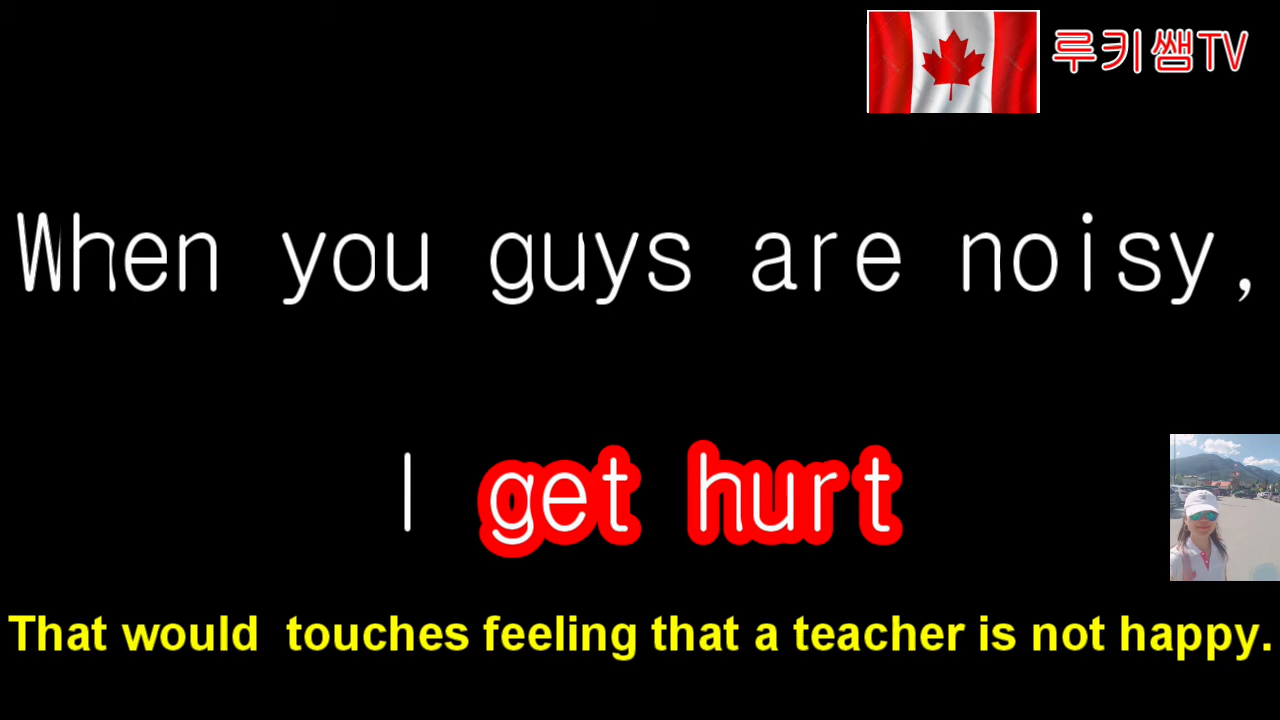 루키쌤TV
When you guys are noisy,
I get hurt
That would touches feeling that a teacher is not happy.